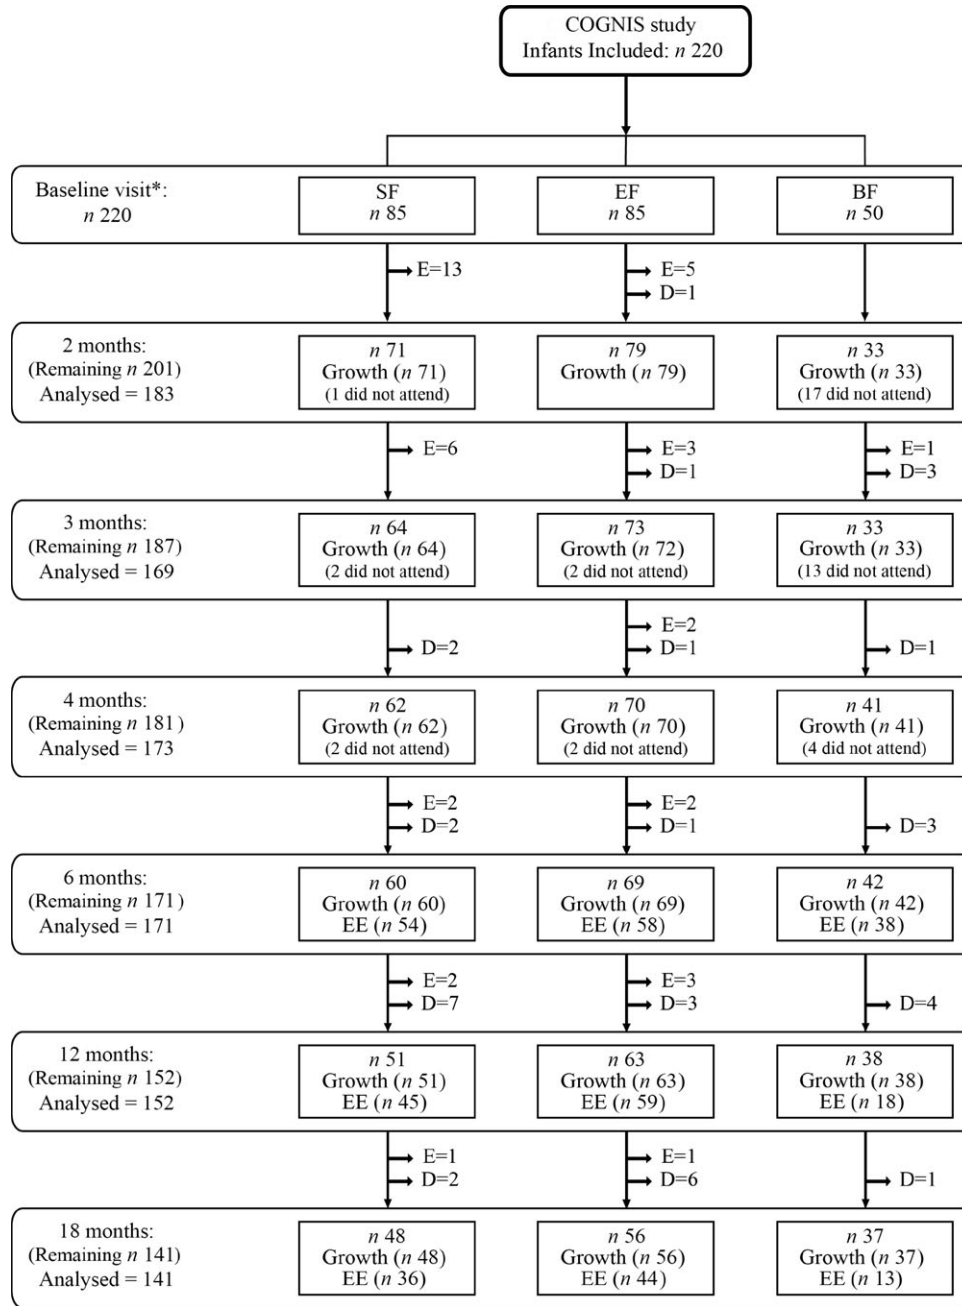 COGNIS study
Infants Included: n 220
Baseline visit*:
n 220
SF
n 85
EF
n 85
BF
n 50
E=13
E=5
D=1
2 months:
(Remaining n 201)
Analysed = 183
n 71
Growth (n 71)
(1 did not attend)
n 79
Growth (n 79)
n 33
Growth (n 33)
(17 did not attend)
E=6
E=3
D=1
E=1
D=3
3 months:
(Remaining n 187)
Analysed = 169
n 64
Growth (n 64)
(2 did not attend)
n 73
Growth (n 72)
(2 did not attend)
n 33
Growth (n 33)
(13 did not attend)
D=2
E=2
D=1
D=1
4 months:
(Remaining n 181)
Analysed = 173
n 62
Growth (n 62)
(2 did not attend)
n 70
Growth (n 70)
(2 did not attend)
n 41
Growth (n 41)
(4 did not attend)
E=2
D=2
E=2
D=1
D=3
6 months:
(Remaining n 171)
Analysed = 171
n 60
Growth (n 60)
EE (n 54)
n 69
Growth (n 69)
EE (n 58)
n 42
Growth (n 42)
EE (n 38)
E=2
D=7
E=3
D=3
D=4
12 months:
(Remaining n 152)
Analysed = 152
n 51
Growth (n 51)
EE (n 45)
n 63
Growth (n 63)
EE (n 59)
n 38
Growth (n 38)
EE (n 18)
E=1
D=2
E=1
D=6
D=1
18 months:
(Remaining n 141)
Analysed = 141
n 48
Growth (n 48)
EE (n 36)
n 56
Growth (n 56)
EE (n 44)
n 37
Growth (n 37)
EE (n 13)